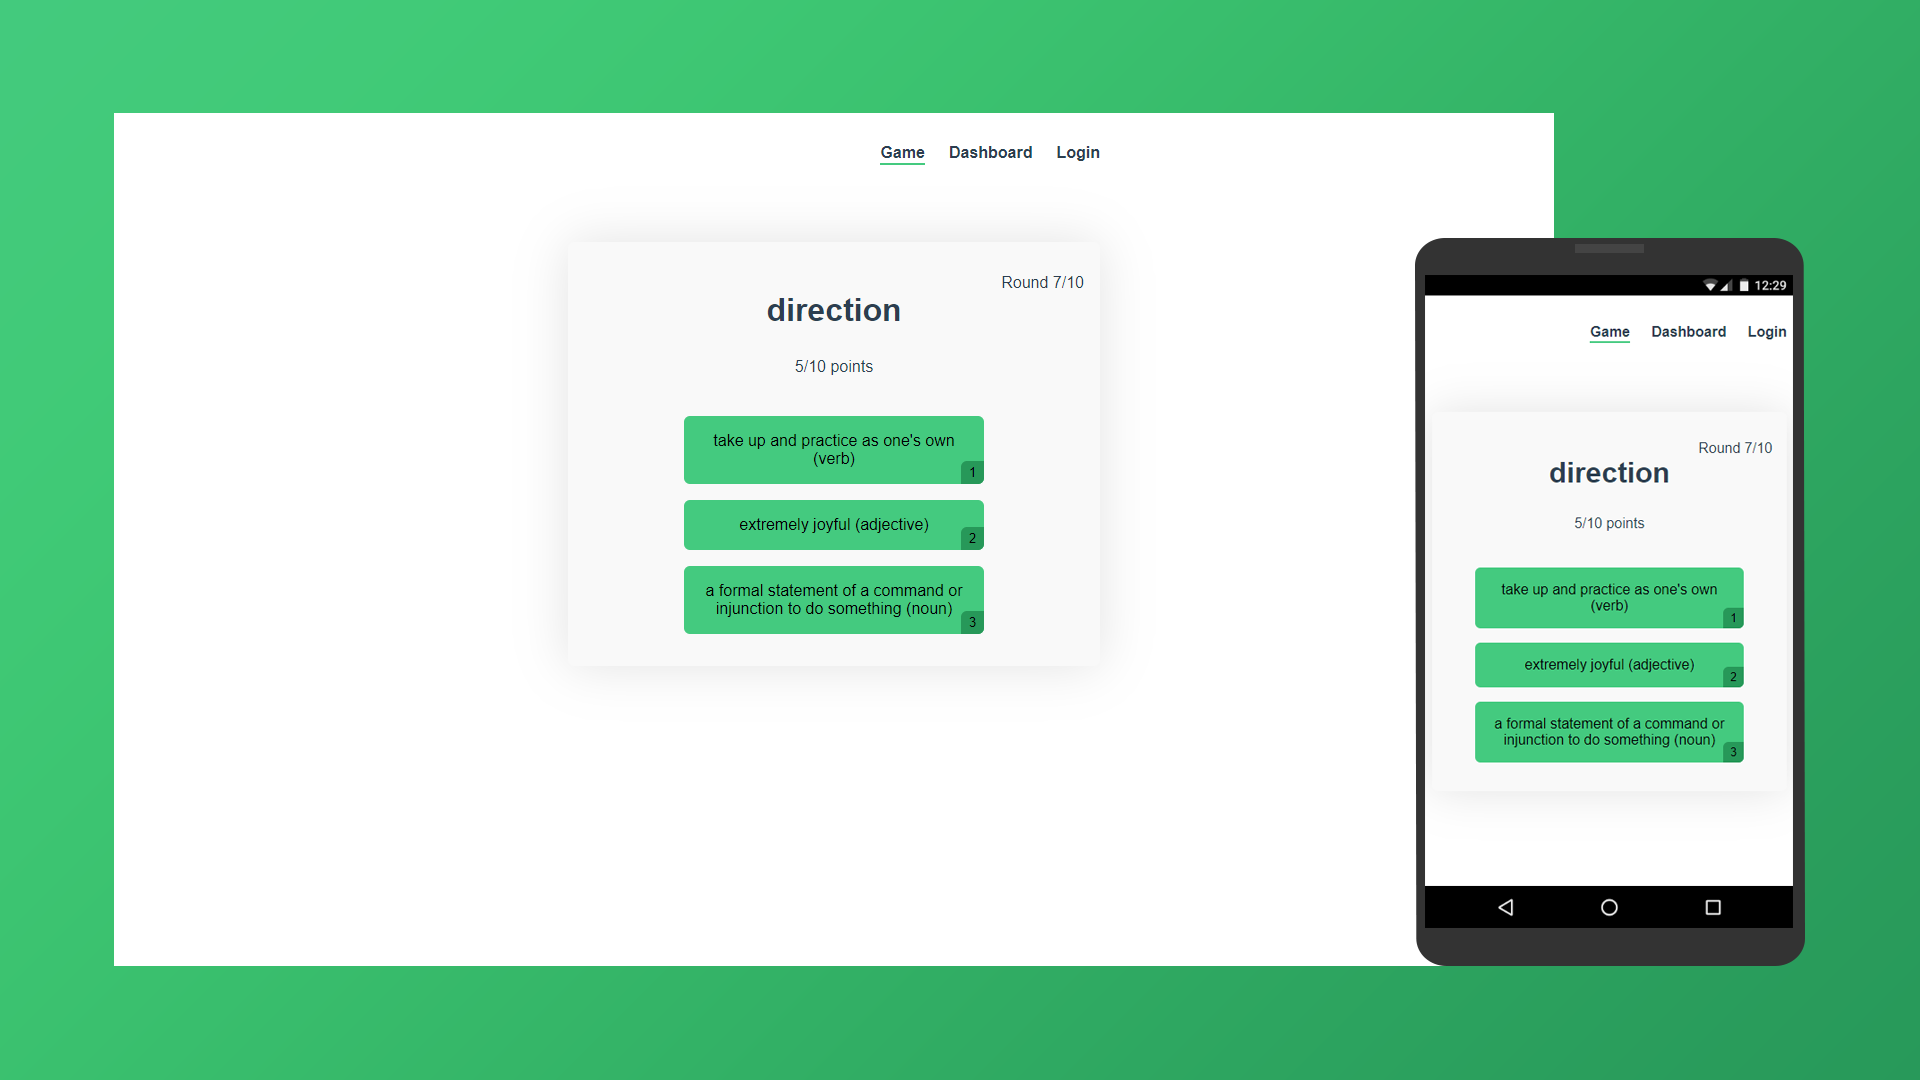 Game Dashboard Login
Round 7/10
direction
5/10 points
take up and practice as one's own
(verb)
1
extremely joyful (adjective)
2
a formal statement of a command or
injunction to do something (noun)
3
12:29
Game Dashboard Login
Round 7/10
direction
5/10 points
take up and practice as one's own
(verb)
1
extremely joyful (adjective)
2
a formal statement of a command or
injunction to do something (noun)
3